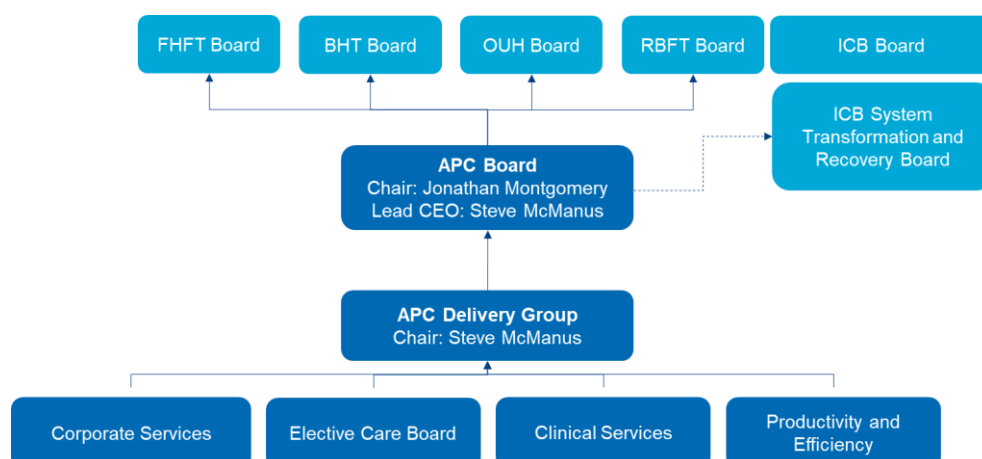 FHFT Board
BHT Board
OUH Board
RBFT Board
ICB Board
ICB System
Transformation and
Recovery Board
APC Board
Chair: Jonathan Montgomery
Lead CEO: Steve McManus
APC Delivery Group
Chair: Steve McManus
Corporate Services
Elective Care Board
Clinical Services
Productivity and
Efficiency